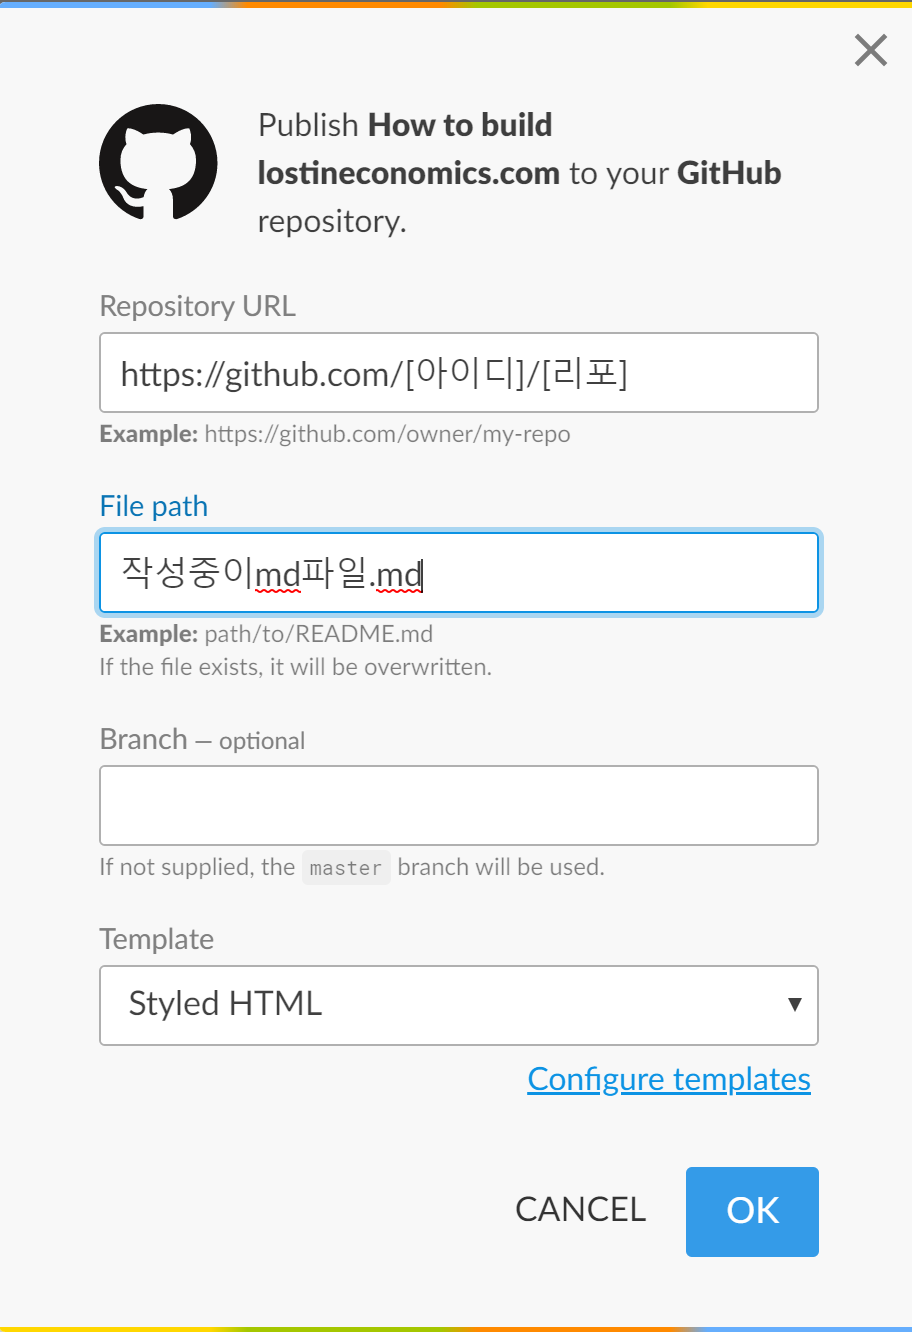 Publish How to build
lostineconomics.com to your GitHub
repository.
Repository URL
https://github.com/[아이디]/[리포]
Example: https://github.com/owner/my-repo
File path
작성중이md파일.md
Example: path/to/README.md
If the file exists, it will be overwritten.
Branch — optional
If not supplied, the master branch will be used.
Template
Styled HTML
Configure templates
CANCEL OK